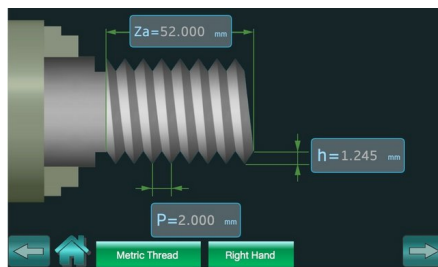 Za=52.000 mm
h=1.245 mm
P=2.000 mm
Metric Thread Right Hand